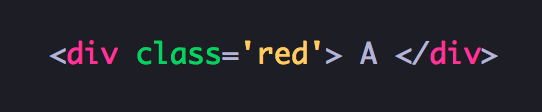 <div class='red'> A </div>